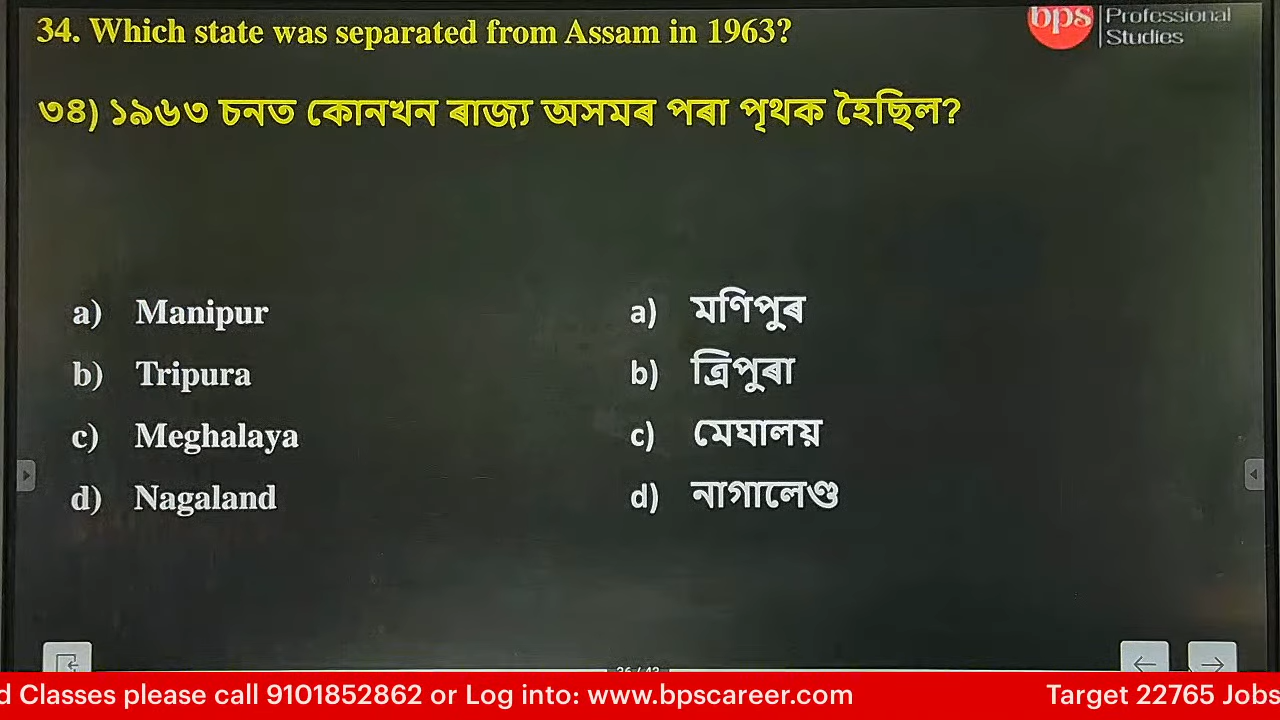 34. Which state was separated from Assam in 1963?
bps Professional
Studies
৩৪) ১৯৬৩ চনত কোনখন ৰাজ্য অসমৰ পৰা পৃথক হৈছিল?
a) Manipur
b) Tripura
c) Meghalaya
d) Nagaland
a) মণিপুৰ
b) ত্ৰিপুৰা
c) মেঘালয়
d) নাগালেণ্ড
d Classes please call 9101852862 or Log into: www.bpscareer.com
Target 22765 Jobs